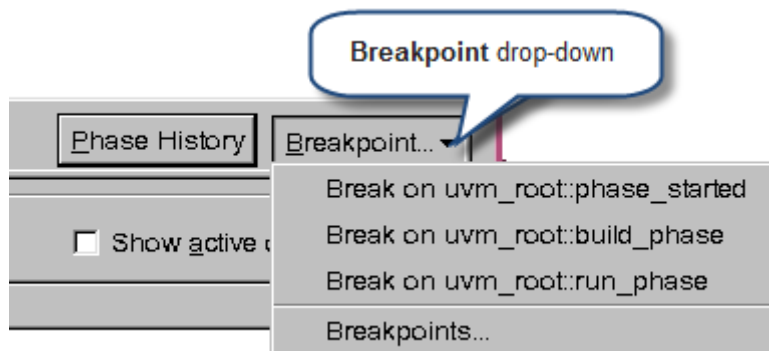 Breakpoint drop-down
Phase History
Breakpoint...
Break on uvm_root::phase_started
Show active
Break on uvm_root::build_phase
Break on uvm_root::run_phase
Breakpoints...